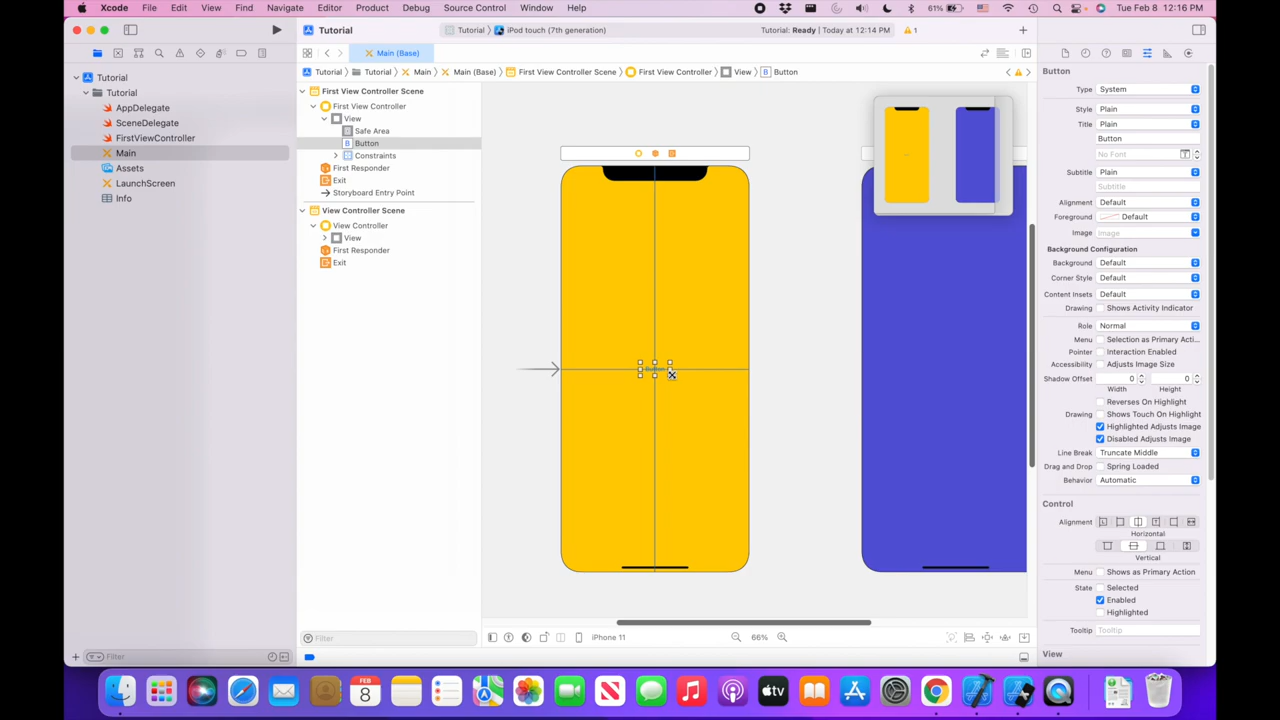 Xcode File Edit View Find Navigate Editor Product Debug Source Control Window Help 61% Tue Feb 8 12:16 PM
Tutorial Tutorial iPod touch (7th generation) Tutorial: Ready | Today at 12:14 PM 1
Main (Base)
Tutorial Tutorial Main Main (Base) First View Controller Scene First View Controller View B Button
Tutorial
Tutorial
AppDelegate
SceneDelegate
FirstViewController
Main
Assets
LaunchScreen
Info
Filter
First View Controller Scene
First View Controller
View
Safe Area
B Button
Constraints
First Responder
Exit
Storyboard Entry Point
View Controller Scene
View Controller
View
First Responder
Exit
Filter
Button
iPhone 11 66%
Button
Type System
Style Plain
Title Plain
Button
No Font
Subtitle Plain
Subtitle
Alignment Default
Foreground Default
Image Image
Background Configuration
Background Default
Corner Style Default
Content Insets Default
Drawing Shows Activity Indicator
Role Normal
Menu Selection as Primary Acti...
Pointer Interaction Enabled
Accessibility Adjusts Image Size
Shadow Offset 0 0
Width Height
Reverses On Highlight
Drawing Shows Touch On Highlight
Highlighted Adjusts Image
Disabled Adjusts Image
Line Break Truncate Middle
Drag and Drop Spring Loaded
Behavior Automatic
Control
Alignment
Horizontal
Vertical
Menu Shows as Primary Action
State Selected
Enabled
Highlighted
Tooltip Tooltip
View
FEB
8
tv